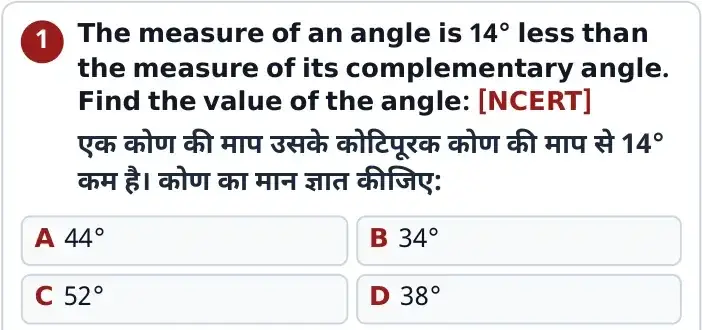 1 The measure of an angle is 14° less than
the measure of its complementary angle.
Find the value of the angle: [NCERT]
एक कोण की माप उसके कोटिपूरक कोण की माप से 14°
कम है। कोण का मान ज्ञात कीजिए:
A 44°
B 34°
C 52°
D 38°